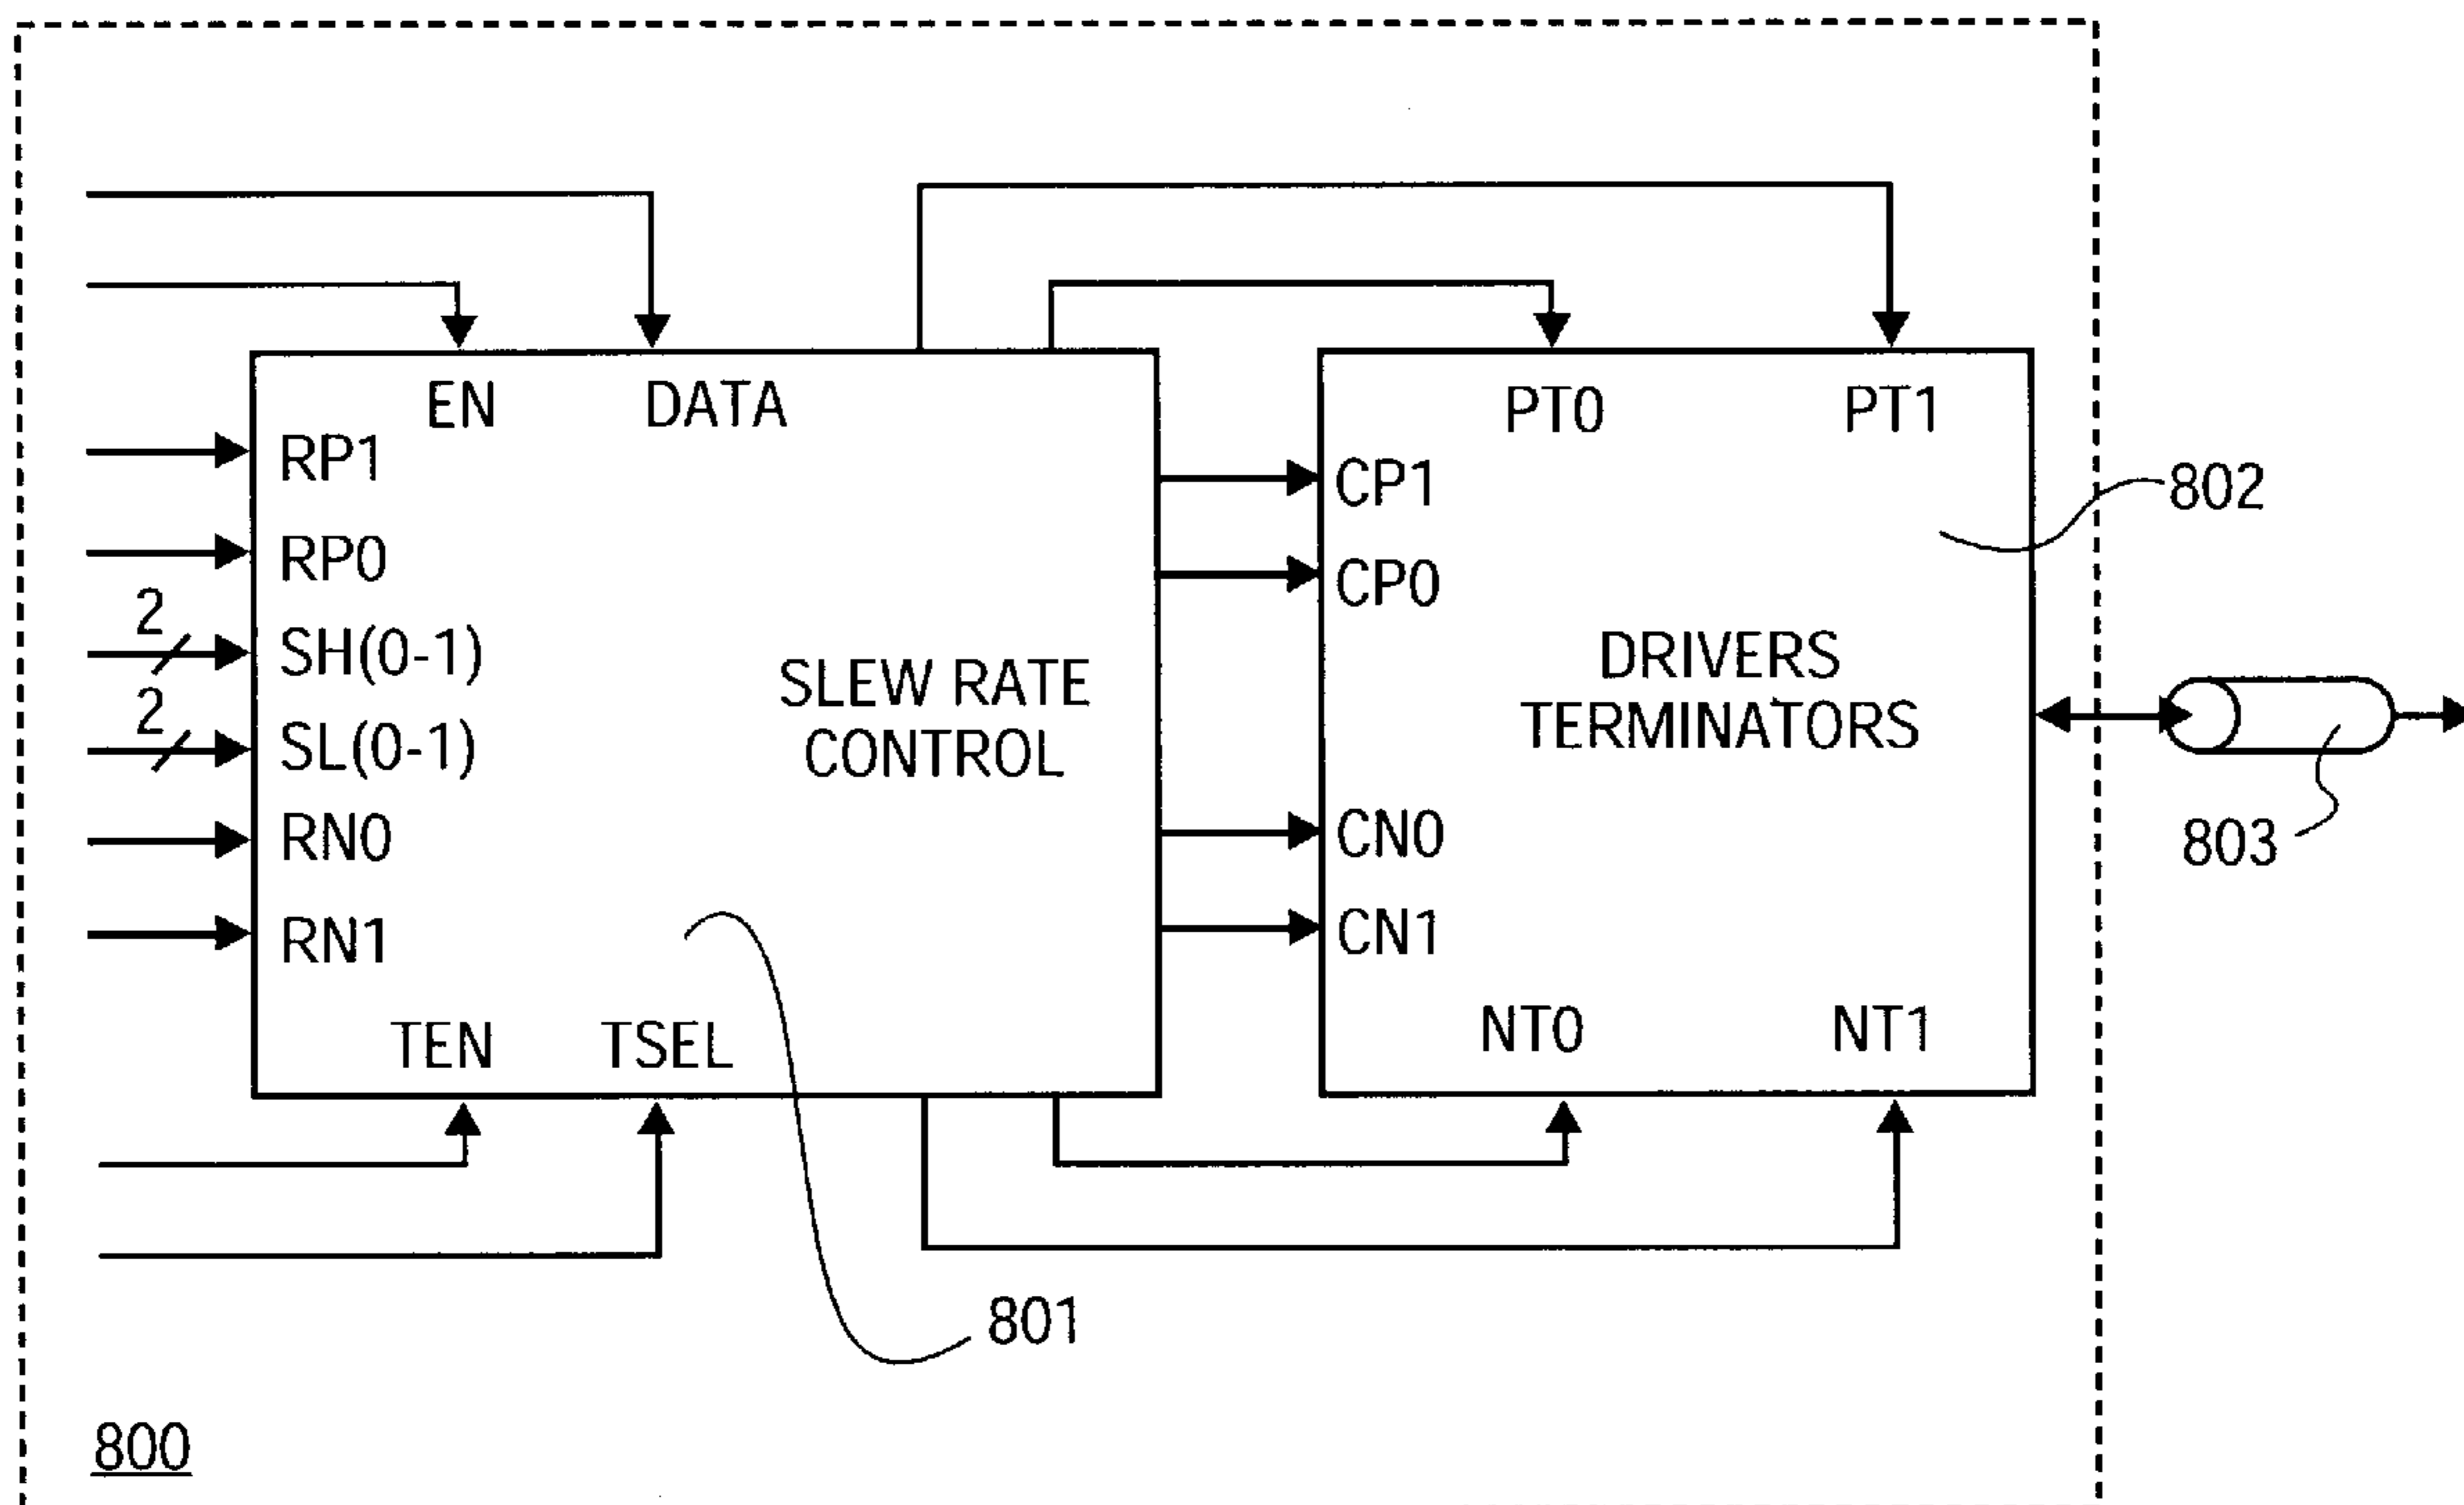 EN DATA
PT0 PT1
RP1
CP1
802
RP0
CP0
2
SH(0-1)
SLEW RATE
CONTROL
DRIVERS
TERMINATORS
2
SL(0-1)
RN0
CN0
803
RN1
CN1
TEN TSEL
NT0 NT1
801
800